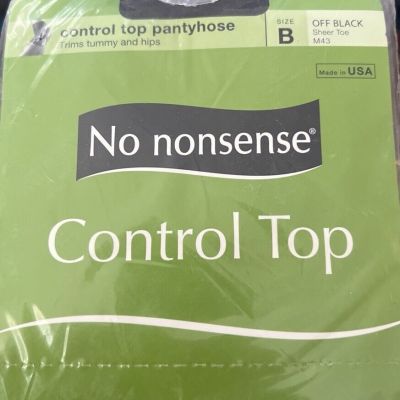 control top pantyhose
Trims tummy and hips
SIZE
B
OFF BLACK
Sheer Toe
M43
Made in USA
No nonsense®
Control Top